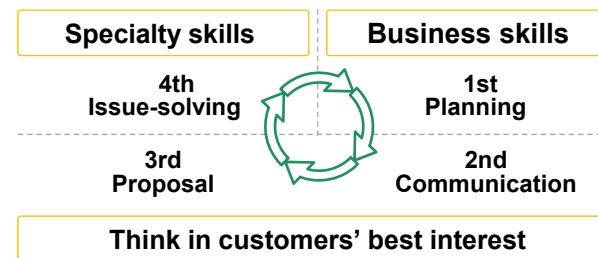 Specialty skills
Business skills
4th
Issue-solving
1st
Planning
3rd
Proposal
2nd
Communication
Think in customers’ best interest